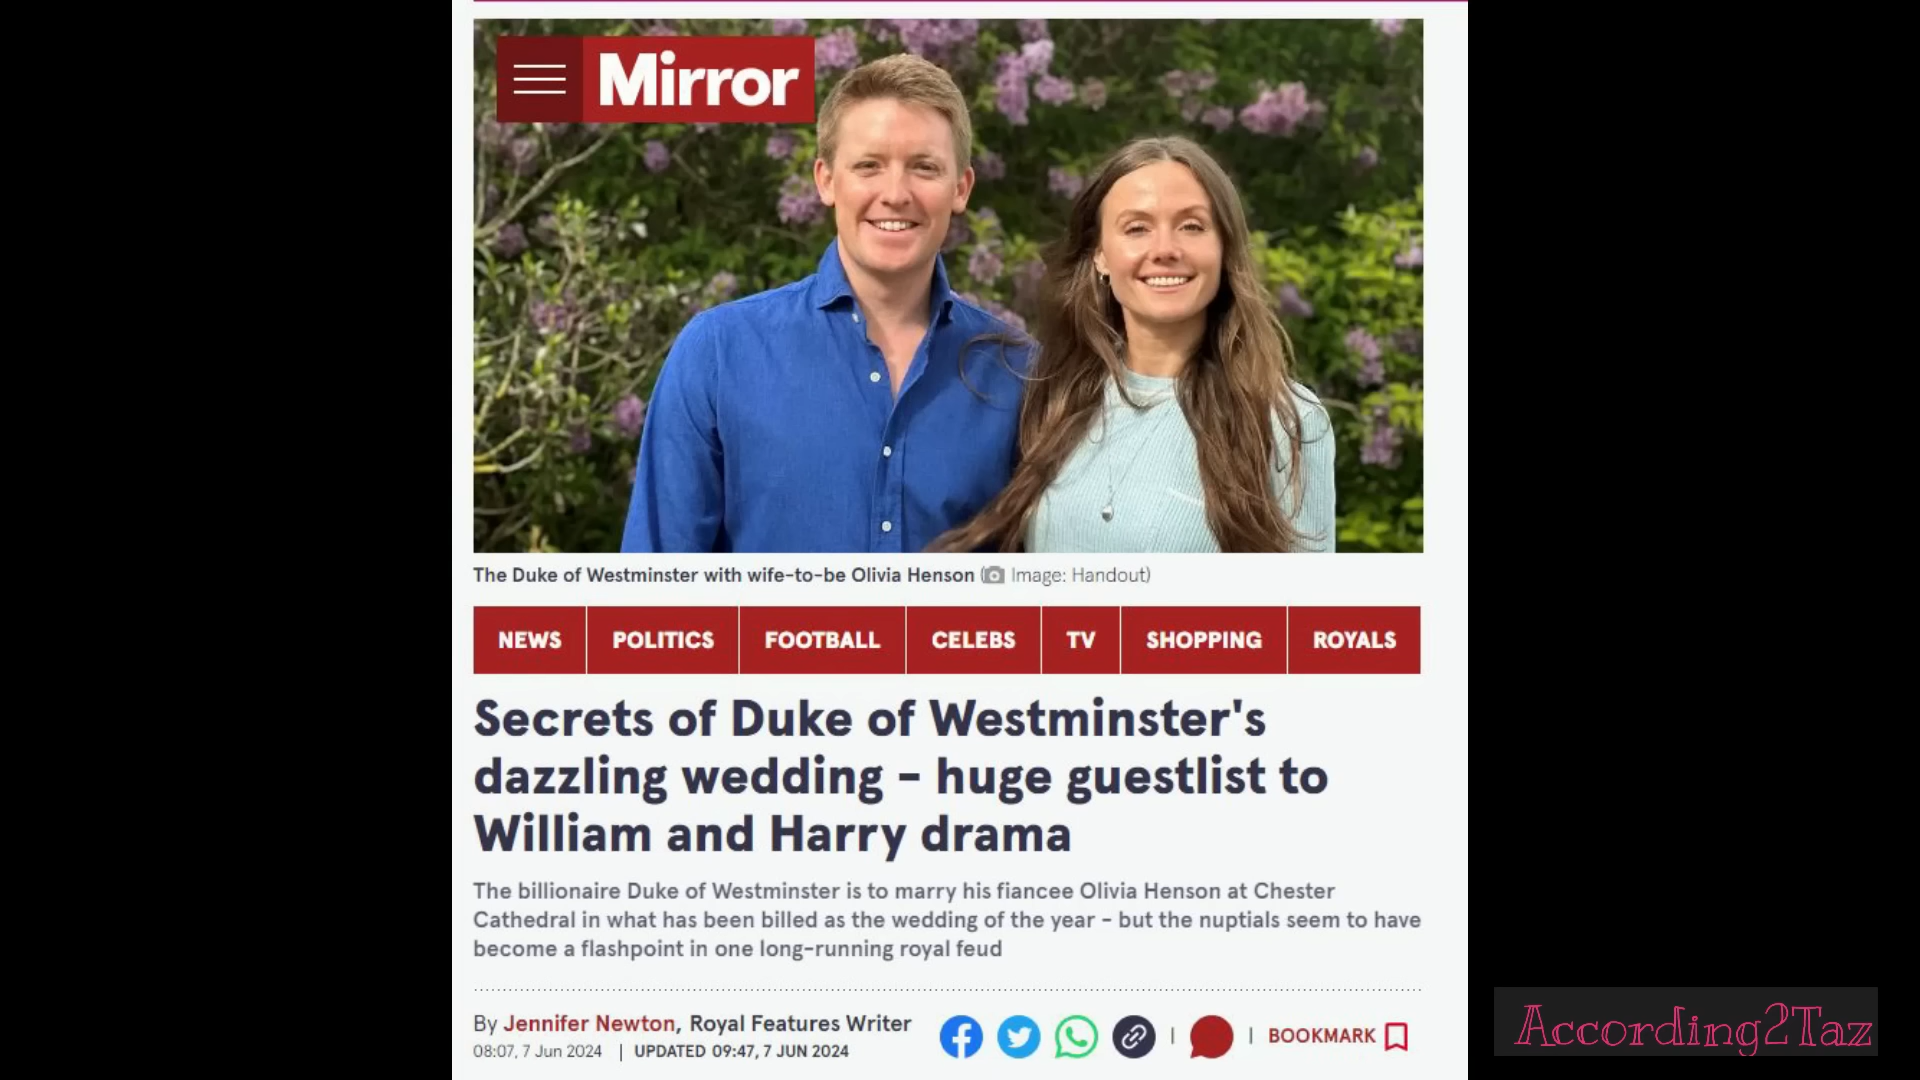 Mirror
The Duke of Westminster with wife-to-be Olivia Henson (Image: Handout)
NEWS POLITICS FOOTBALL CELEBS TV SHOPPING ROYALS
Secrets of Duke of Westminster's
dazzling wedding - huge guestlist to
William and Harry drama
The billionaire Duke of Westminster is to marry his fiancee Olivia Henson at Chester
Cathedral in what has been billed as the wedding of the year - but the nuptials seem to have
become a flashpoint in one long-running royal feud
By Jennifer Newton, Royal Features Writer
08:07, 7 Jun 2024 | UPDATED 09:47, 7 JUN 2024
| | BOOKMARK
According2Taz